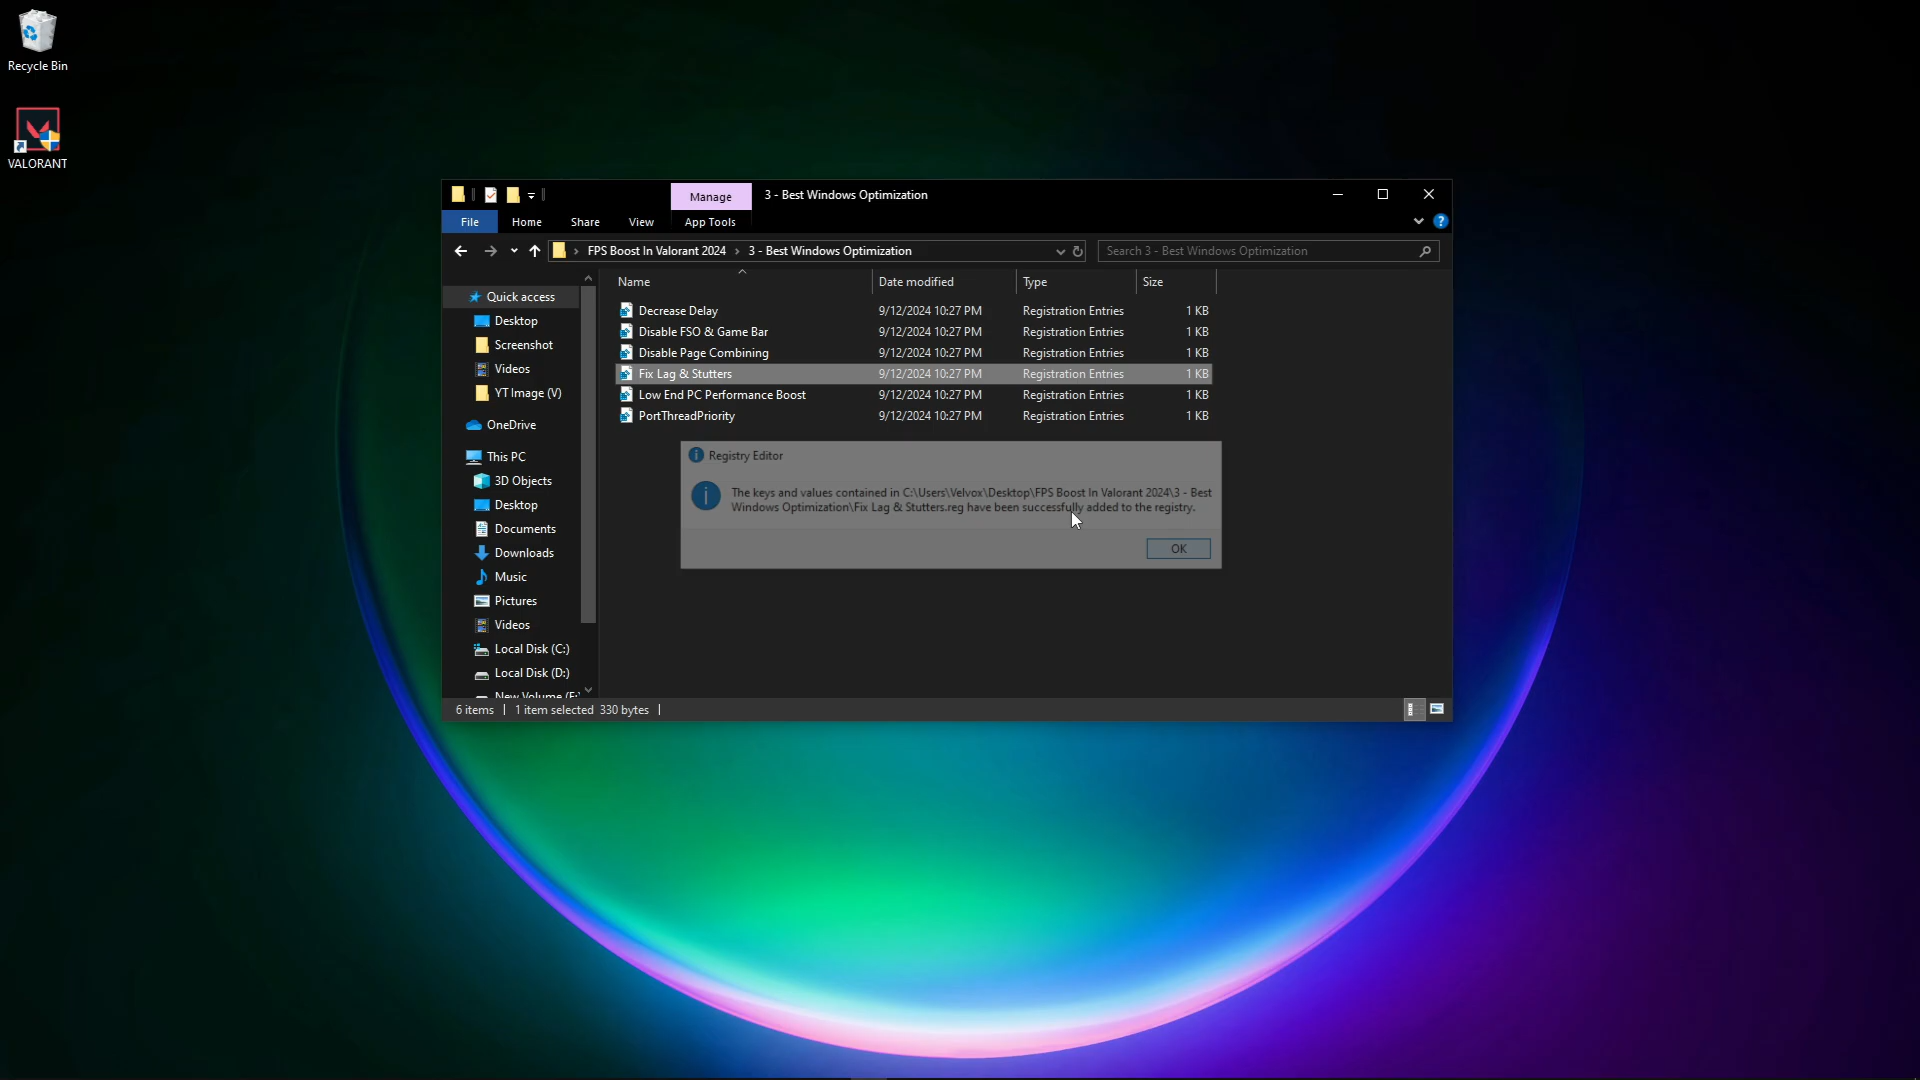 Recycle Bin
VALORANT
Manage
3 - Best Windows Optimization
File
Home
Share
View
App Tools
FPS Boost In Valorant 2024 › 3 - Best Windows Optimization
Search 3 - Best Windows Optimization
Name
Date modified
Type
Size
Decrease Delay 9/12/2024 10:27 PM Registration Entries 1 KB
Disable FSO & Game Bar 9/12/2024 10:27 PM Registration Entries 1 KB
Disable Page Combining 9/12/2024 10:27 PM Registration Entries 1 KB
Fix Lag & Stutters 9/12/2024 10:27 PM Registration Entries 1 KB
Low End PC Performance Boost 9/12/2024 10:27 PM Registration Entries 1 KB
PortThreadPriority 9/12/2024 10:27 PM Registration Entries 1 KB
Quick access
Desktop
Screenshot
Videos
YT Image (V)
OneDrive
This PC
3D Objects
Desktop
Documents
Downloads
Music
Pictures
Videos
Local Disk (C:)
Local Disk (D:)
New Volume (E:
Registry Editor
The keys and values contained in C:\Users\Velvox\Desktop\FPS Boost In Valorant 2024\3 - Best
Windows Optimization\Fix Lag & Stutters.reg have been successfully added to the registry.
OK
6 items
1 item selected 330 bytes